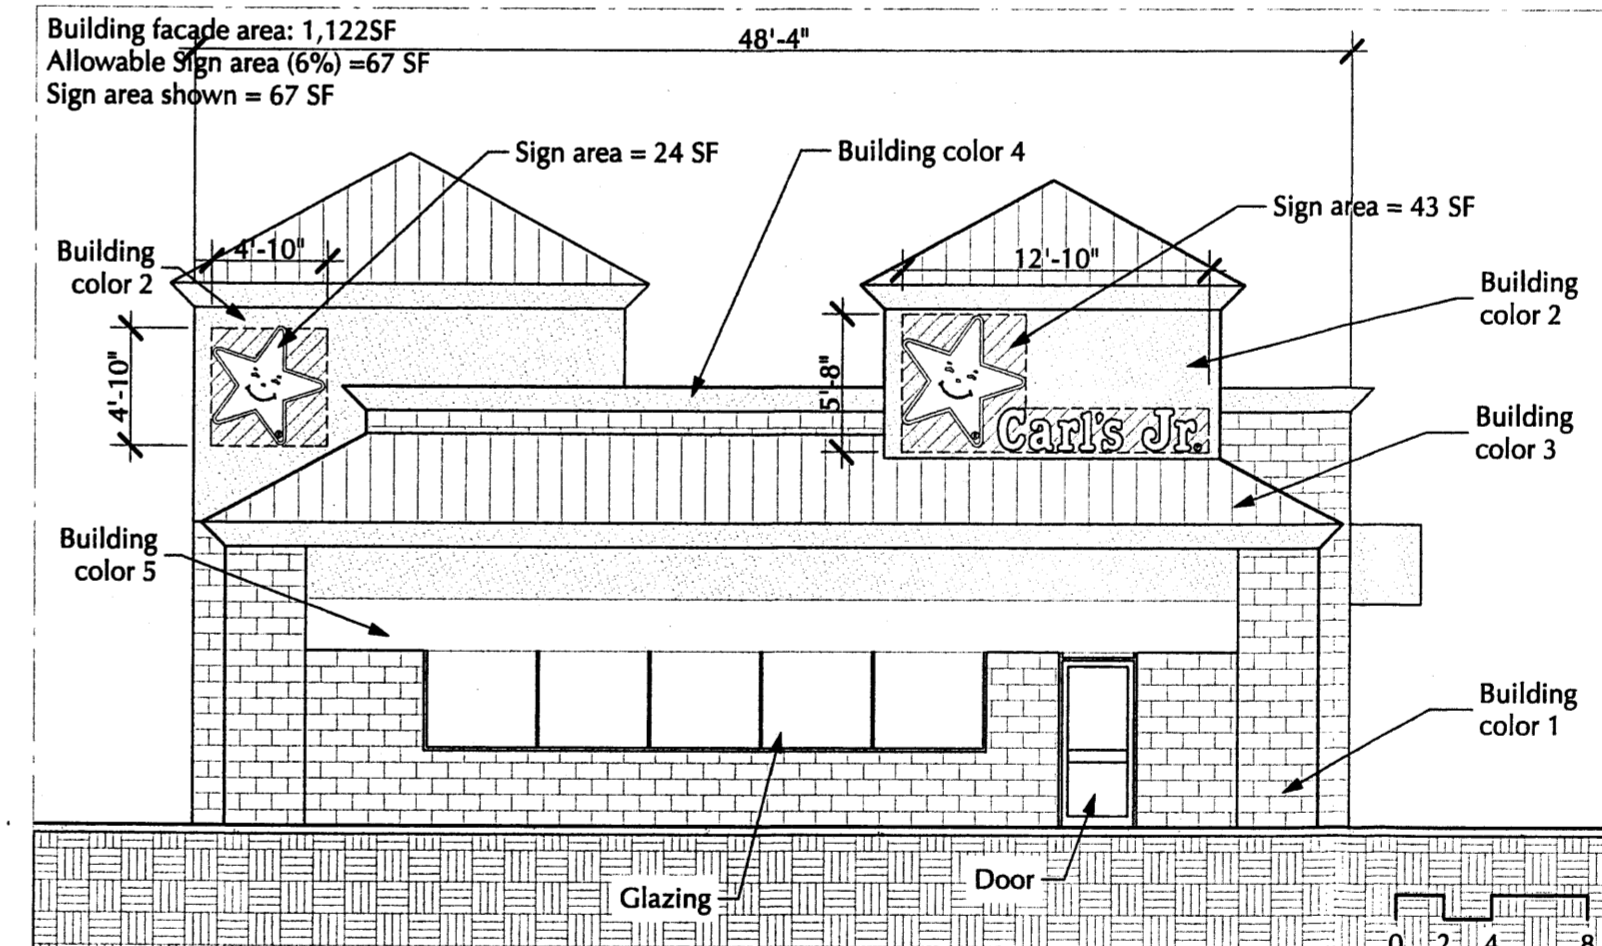 Building facade area: 1,122SF
Allowable Sign area (6%) =67 SF
Sign area shown = 67 SF
48'-4"
Sign area = 24 SF
Building color 4
Sign area = 43 SF
Building
color 2
4'-10"
12'-10"
Building
color 2
4'-10"
5'-8"
Carl's Jr.
Building
color 3
Building
color 5
Building
color 1
Glazing
Door
0 2 4 8